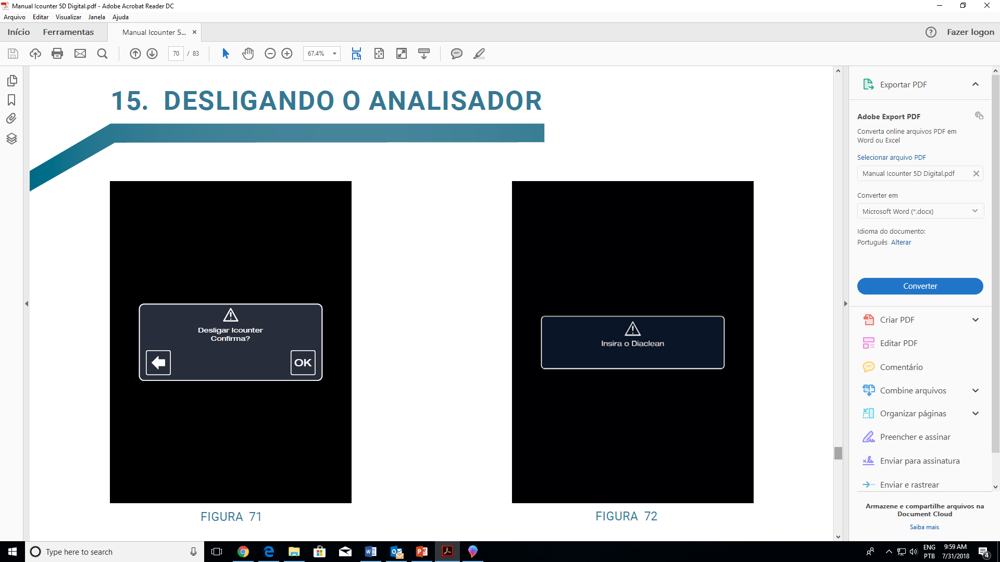 Manual Icounter 5D Digital.pdf - Adobe Acrobat Reader DC
Arquivo Editar Visualizar Janela Ajuda
Início Ferramentas Manual Icounter 5... × ? Fazer logon
70 / 83 67.4%
15. DESLIGANDO O ANALISADOR
Desligar Icounter
Confirma?
OK
FIGURA 71
Insira o Diaclean
FIGURA 72
Exportar PDF
Adobe Export PDF
Converta online arquivos PDF em
Word ou Excel
Selecionar arquivo PDF
Manual Icounter 5D Digital.pdf
Converter em
Microsoft Word (*.docx)
Idioma do documento:
Português Alterar
Converter
Criar PDF
Editar PDF
Comentário
Combine arquivos
Organizar páginas
Preencher e assinar
Enviar para assinatura
Enviar e rastrear
Armazene e compartilhe arquivos na
Document Cloud
Saiba mais
Type here to search
ENG
PTB
9:59 AM
7/31/2018
4